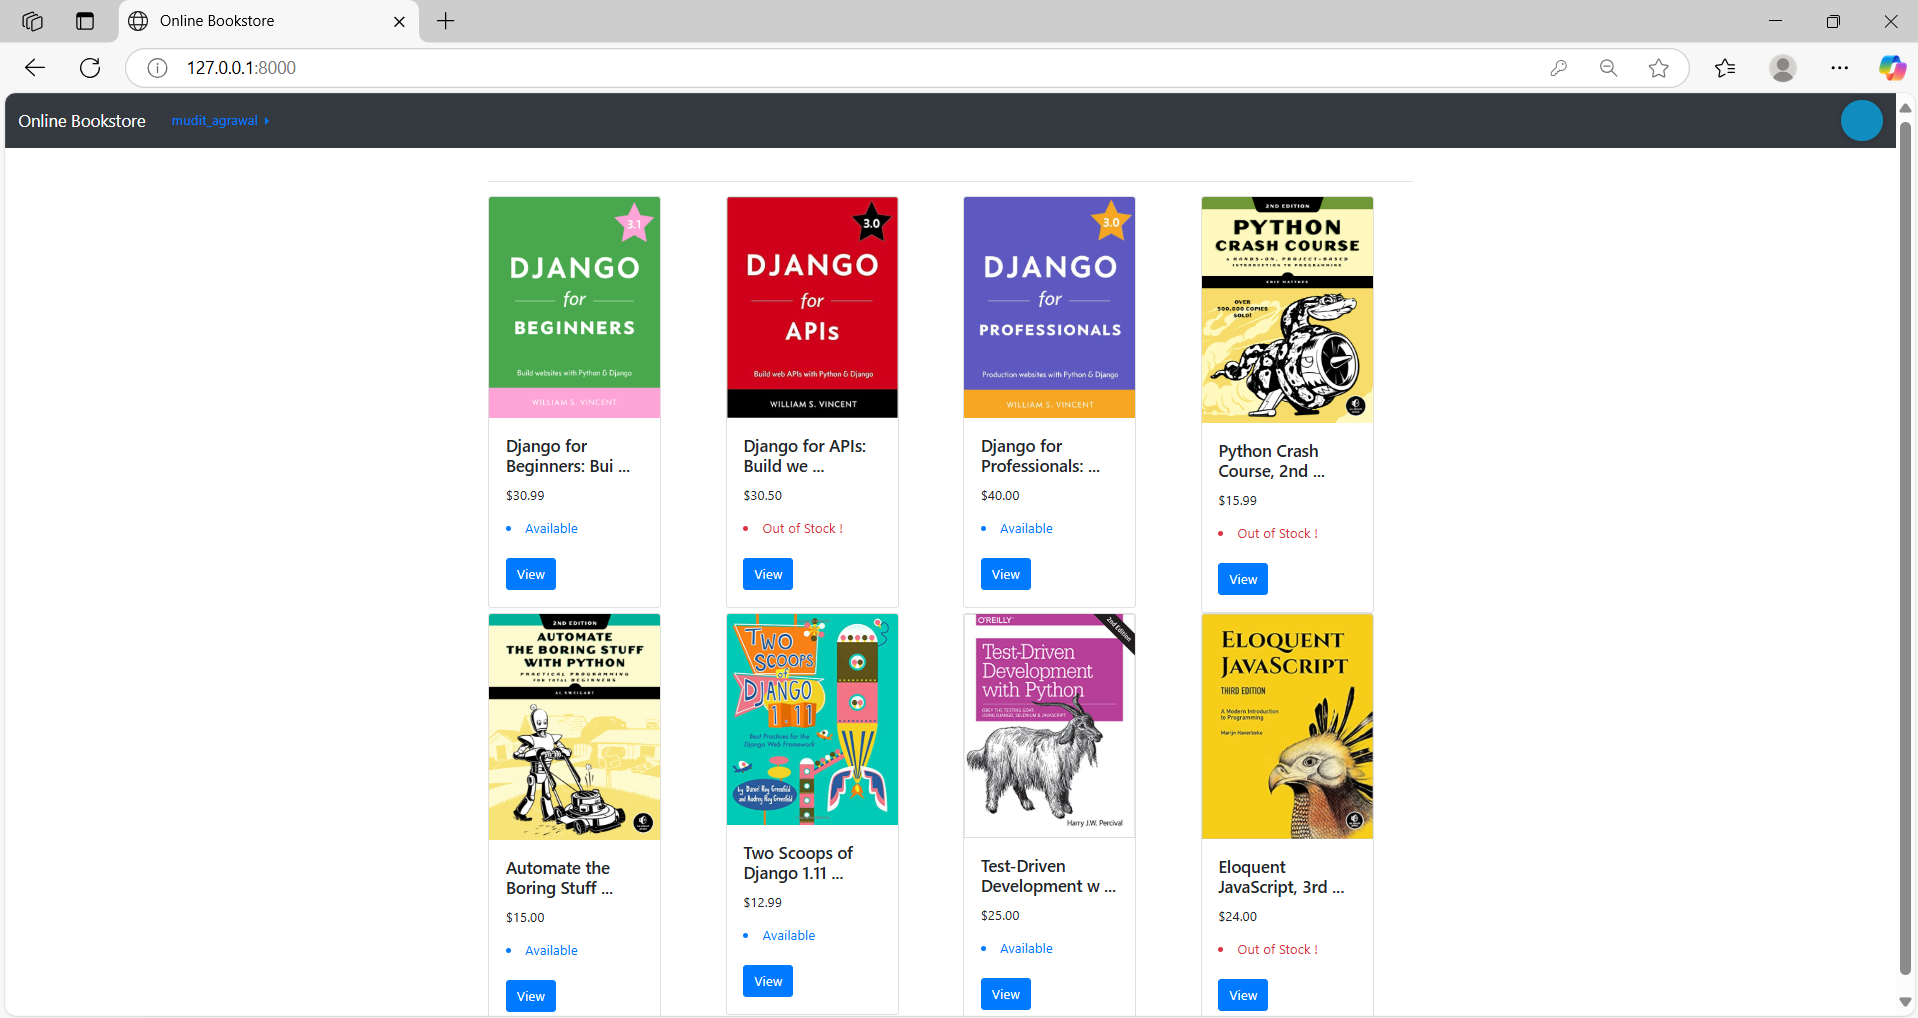 Online Bookstore
127.0.0.1:8000
Online Bookstore
mudit_agrawal
3.1
DJANGO
for
BEGINNERS
Build websites with Python & Django
WILLIAM S. VINCENT
Django for
Beginners: Bui ...
$30.99
Available
View
3.0
DJANGO
for
APIs
Build web APIs with Python & Django
WILLIAM S. VINCENT
Django for APIs:
Build we ...
$30.50
Out of Stock !
View
3.0
DJANGO
for
PROFESSIONALS
Production websites with Python & Django
WILLIAM S. VINCENT
Django for
Professionals: ...
$40.00
Available
View
2ND EDITION
PYTHON
CRASH COURSE
A HANDS-ON, PROJECT-BASED
INTRODUCTION TO PROGRAMMING
ERIC MATTHES
OVER
500,000 COPIES
SOLD!
Python Crash
Course, 2nd ...
$15.99
Out of Stock !
View
2ND EDITION
AUTOMATE
THE BORING STUFF
WITH PYTHON
PRACTICAL PROGRAMMING
FOR TOTAL BEGINNERS
AL SWEIGART
Automate the
Boring Stuff ...
$15.00
Available
View
TWO
SCOOPS
of
DJANGO
1.11
Best Practices for the
Django Web Framework
by Daniel Roy Greenfeld
and Audrey Roy Greenfeld
Two Scoops of
Django 1.11 ...
$12.99
Available
View
O'REILLY
2nd Edition
Test-Driven
Development
with Python
OBEY THE TESTING GOAT:
USING DJANGO, SELENIUM & JAVASCRIPT
Harry J.W. Percival
Test-Driven
Development w ...
$25.00
Available
View
ELOQUENT
JAVASCRIPT
THIRD EDITION
A Modern Introduction
to Programming
Marijn Haverbeke
Eloquent
JavaScript, 3rd ...
$24.00
Out of Stock !
View